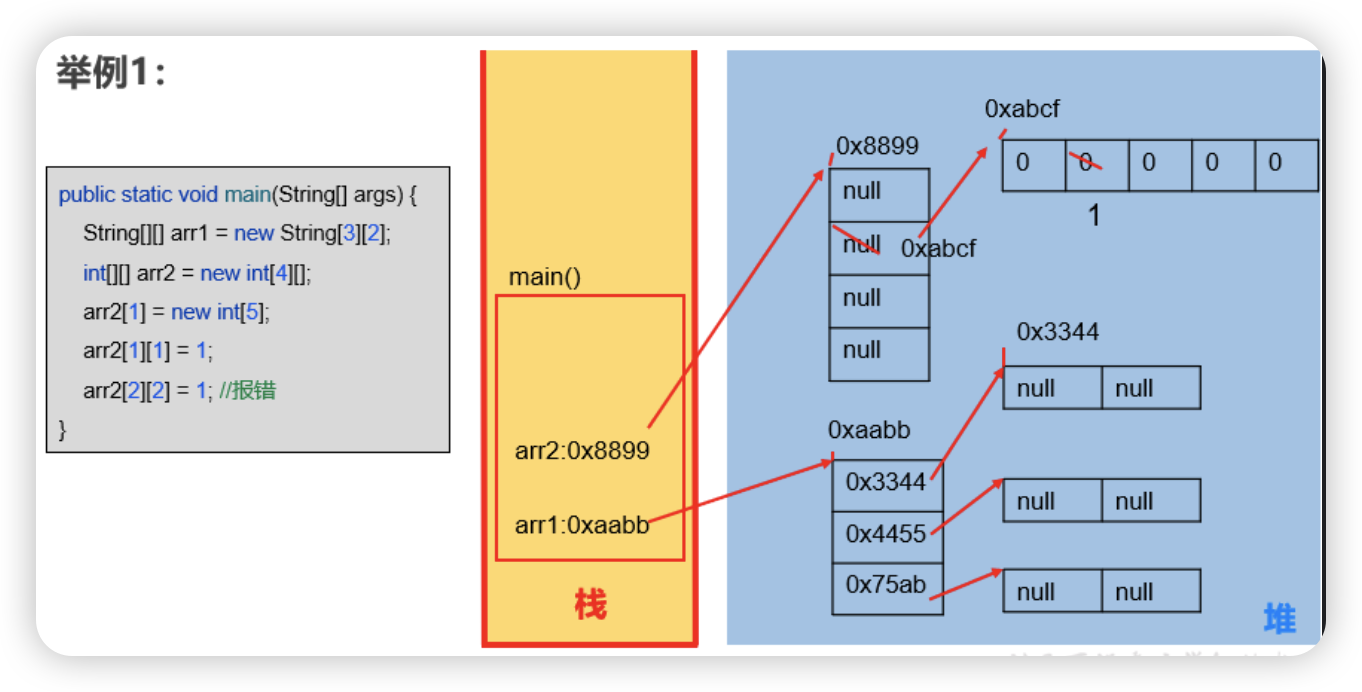 举例1：
public static void main(String[] args) {
String[][] arr1 = new String[3][2];
int[][] arr2 = new int[4][];
arr2[1] = new int[5];
arr2[1][1] = 1;
arr2[2][2] = 1; //报错
}
main()
arr2:0x8899
arr1:0xaabb
栈
0x8899
null
null 0xabcf
null
null
0xabcf
0 0 0 0 0
1
0xaabb
0x3344
0x4455
0x75ab
0x3344
null null
null null
null null
堆